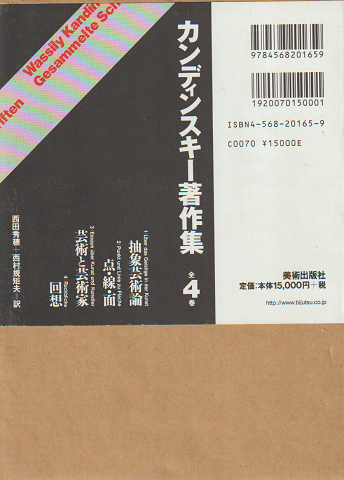 Wassily Kandin
Gesammelte Sch
riften
カンディンスキー著作集
全4巻
1 Über das Geistige in der Kunst
抽象芸術論
2 Punkt und Linie zu Fläche
点・線・面
3 Essays über Kunst und Künstler
芸術と芸術家
4 Rückblicke
回想
西田秀穂+西村規矩夫=訳
9784568201659
1920070150001
ISBN4-568-20165-9
C0070 ¥15000E
美術出版社
定価:本体15,000円+税
http://www.bijutsu.co.jp